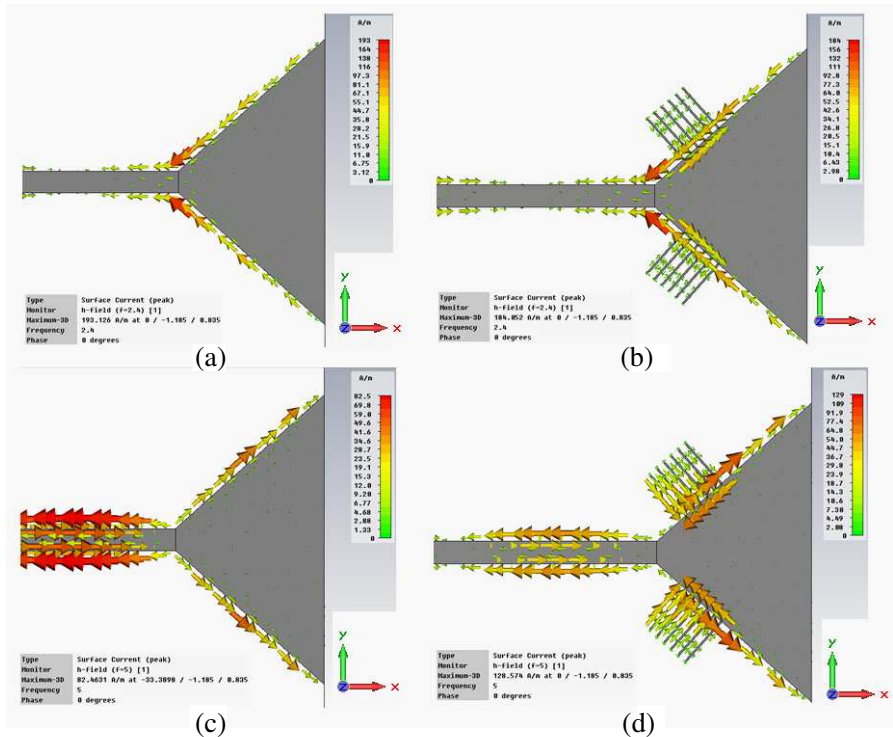 A/m
193
164
138
116
97.3
81.1
67.1
55.1
44.7
35.8
28.2
21.5
15.9
11.0
6.75
3.12
0
Type Surface Current (peak)
Monitor h-field (f=2.4) [1]
Maximum-3D 193.126 A/m at 0 / -1.185 / 0.835
Frequency 2.4
Phase 0 degrees
y
z
x
(a)
A/m
184
156
132
111
92.8
77.3
64.0
52.5
42.6
34.1
26.8
20.5
15.1
10.4
6.43
2.98
0
Type Surface Current (peak)
Monitor h-field (f=2.4) [1]
Maximum-3D 184.052 A/m at 0 / -1.185 / 0.835
Frequency 2.4
Phase 0 degrees
y
z
x
(b)
A/m
82.5
69.8
59.0
49.6
41.6
34.7
28.7
23.5
19.1
15.3
12.0
9.20
6.77
4.68
2.88
1.33
0
Type Surface Current (peak)
Monitor h-field (f=5) [1]
Maximum-3D 82.4631 A/m at -33.3898 / -1.185 / 0.835
Frequency 5
Phase 0 degrees
y
z
x
(c)
A/m
129
109
91.9
77.4
64.8
54.0
44.7
36.7
29.8
23.9
18.7
14.3
10.6
7.30
4.49
2.08
0
Type Surface Current (peak)
Monitor h-field (f=5) [1]
Maximum-3D 128.574 A/m at 0 / -1.185 / 0.835
Frequency 5
Phase 0 degrees
y
z
x
(d)